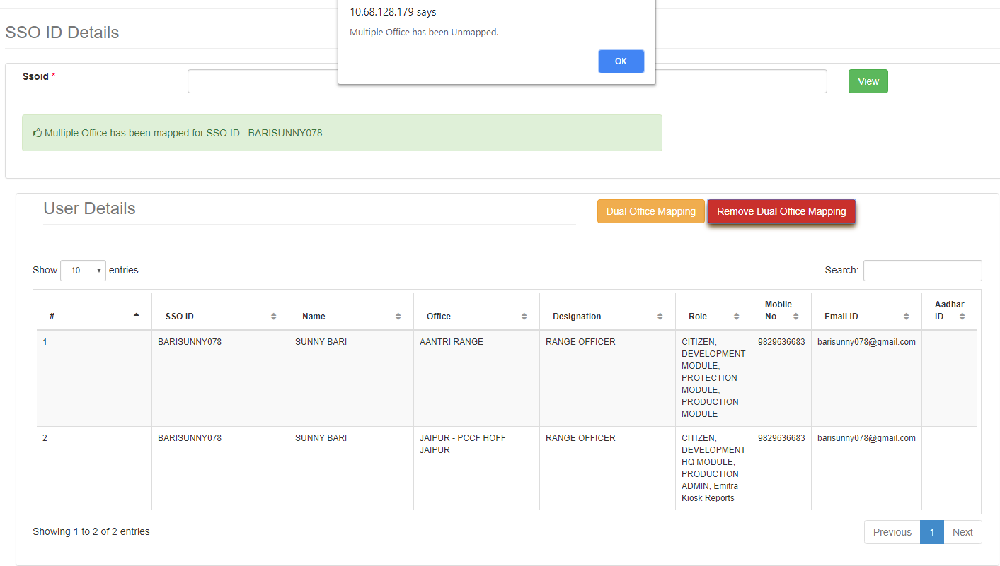 10.68.128.179 says
Multiple Office has been Unmapped.
OK
SSO ID Details
Ssoid *
View
Multiple Office has been mapped for SSO ID : BARISUNNY078
User Details
Dual Office Mapping
Remove Dual Office Mapping
Show 10 entries
Search:
# SSO ID Name Office Designation Role Mobile No Email ID Aadhar ID
1 BARISUNNY078 SUNNY BARI AANTRI RANGE RANGE OFFICER CITIZEN, 9829636683 barisunny078@gmail.com
DEVELOPMENT
MODULE,
PROTECTION
MODULE,
PRODUCTION
MODULE
2 BARISUNNY078 SUNNY BARI JAIPUR - PCCF HOFF RANGE OFFICER CITIZEN, 9829636683 barisunny078@gmail.com
JAIPUR DEVELOPMENT
HQ MODULE,
PRODUCTION
ADMIN, Emitra
Kiosk Reports
Showing 1 to 2 of 2 entries
Previous 1 Next